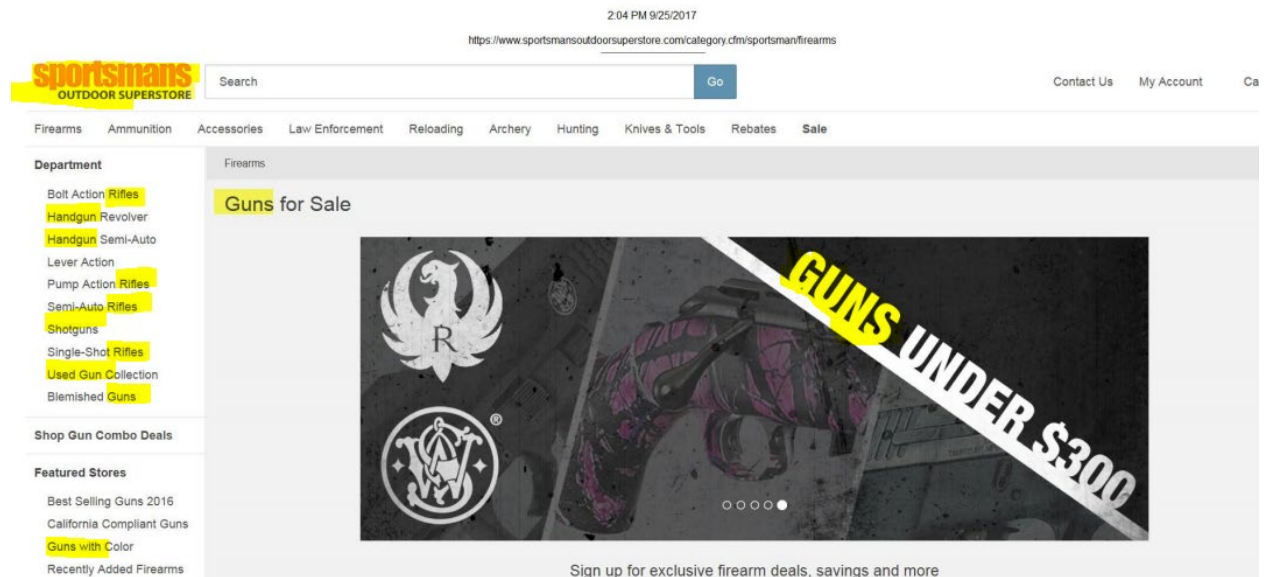 2:04 PM 9/25/2017
https://www.sportsmansoutdoorsuperstore.com/category.cfm/sportsman/firearms
sportsmans
OUTDOOR SUPERSTORE
Search
Go
Contact Us My Account Ca
Firearms Ammunition Accessories Law Enforcement Reloading Archery Hunting Knives & Tools Rebates Sale
Department
Bolt Action Rifles
Handgun Revolver
Handgun Semi-Auto
Lever Action
Pump Action Rifles
Semi-Auto Rifles
Shotguns
Single-Shot Rifles
Used Gun Collection
Blemished Guns
Shop Gun Combo Deals
Featured Stores
Best Selling Guns 2016
California Compliant Guns
Guns with Color
Recently Added Firearms
Firearms
Guns for Sale
R
®
GUNS UNDER $300
Sign up for exclusive firearm deals, savings and more